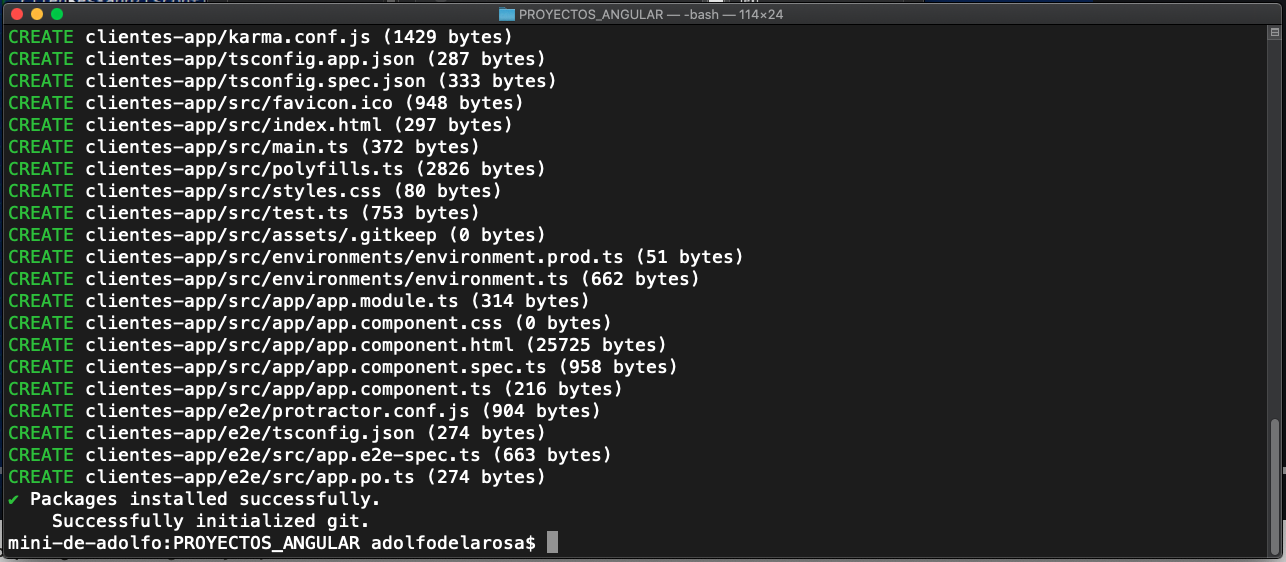 PROYECTOS_ANGULAR — -bash — 114×24
CREATE clientes-app/karma.conf.js (1429 bytes)
CREATE clientes-app/tsconfig.app.json (287 bytes)
CREATE clientes-app/tsconfig.spec.json (333 bytes)
CREATE clientes-app/src/favicon.ico (948 bytes)
CREATE clientes-app/src/index.html (297 bytes)
CREATE clientes-app/src/main.ts (372 bytes)
CREATE clientes-app/src/polyfills.ts (2826 bytes)
CREATE clientes-app/src/styles.css (80 bytes)
CREATE clientes-app/src/test.ts (753 bytes)
CREATE clientes-app/src/assets/.gitkeep (0 bytes)
CREATE clientes-app/src/environments/environment.prod.ts (51 bytes)
CREATE clientes-app/src/environments/environment.ts (662 bytes)
CREATE clientes-app/src/app/app.module.ts (314 bytes)
CREATE clientes-app/src/app/app.component.css (0 bytes)
CREATE clientes-app/src/app/app.component.html (25725 bytes)
CREATE clientes-app/src/app/app.component.spec.ts (958 bytes)
CREATE clientes-app/src/app/app.component.ts (216 bytes)
CREATE clientes-app/e2e/protractor.conf.js (904 bytes)
CREATE clientes-app/e2e/tsconfig.json (274 bytes)
CREATE clientes-app/e2e/src/app.e2e-spec.ts (663 bytes)
CREATE clientes-app/e2e/src/app.po.ts (274 bytes)
✔ Packages installed successfully.
    Successfully initialized git.
mini-de-adolfo:PROYECTOS_ANGULAR adolfodelarosa$